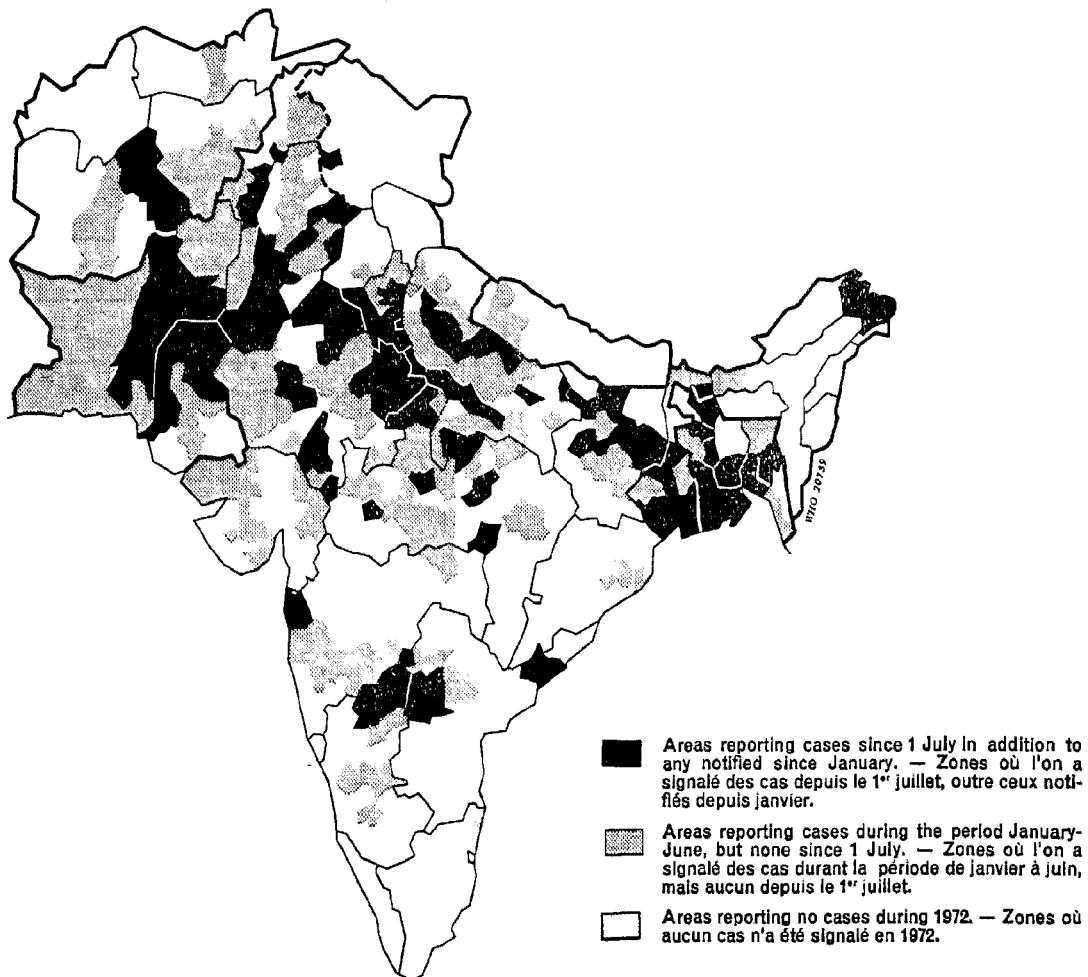 WHO 20739
Areas reporting cases since 1 July in addition to
any notified since January. — Zones où l'on a
signalé des cas depuis le 1er juillet, outre ceux noti-
fiés depuis janvier.
Areas reporting cases during the period January-
June, but none since 1 July. — Zones où l'on a
signalé des cas durant la période de janvier à juin,
mais aucun depuis le 1er juillet.
Areas reporting no cases during 1972. — Zones où
aucun cas n'a été signalé en 1972.